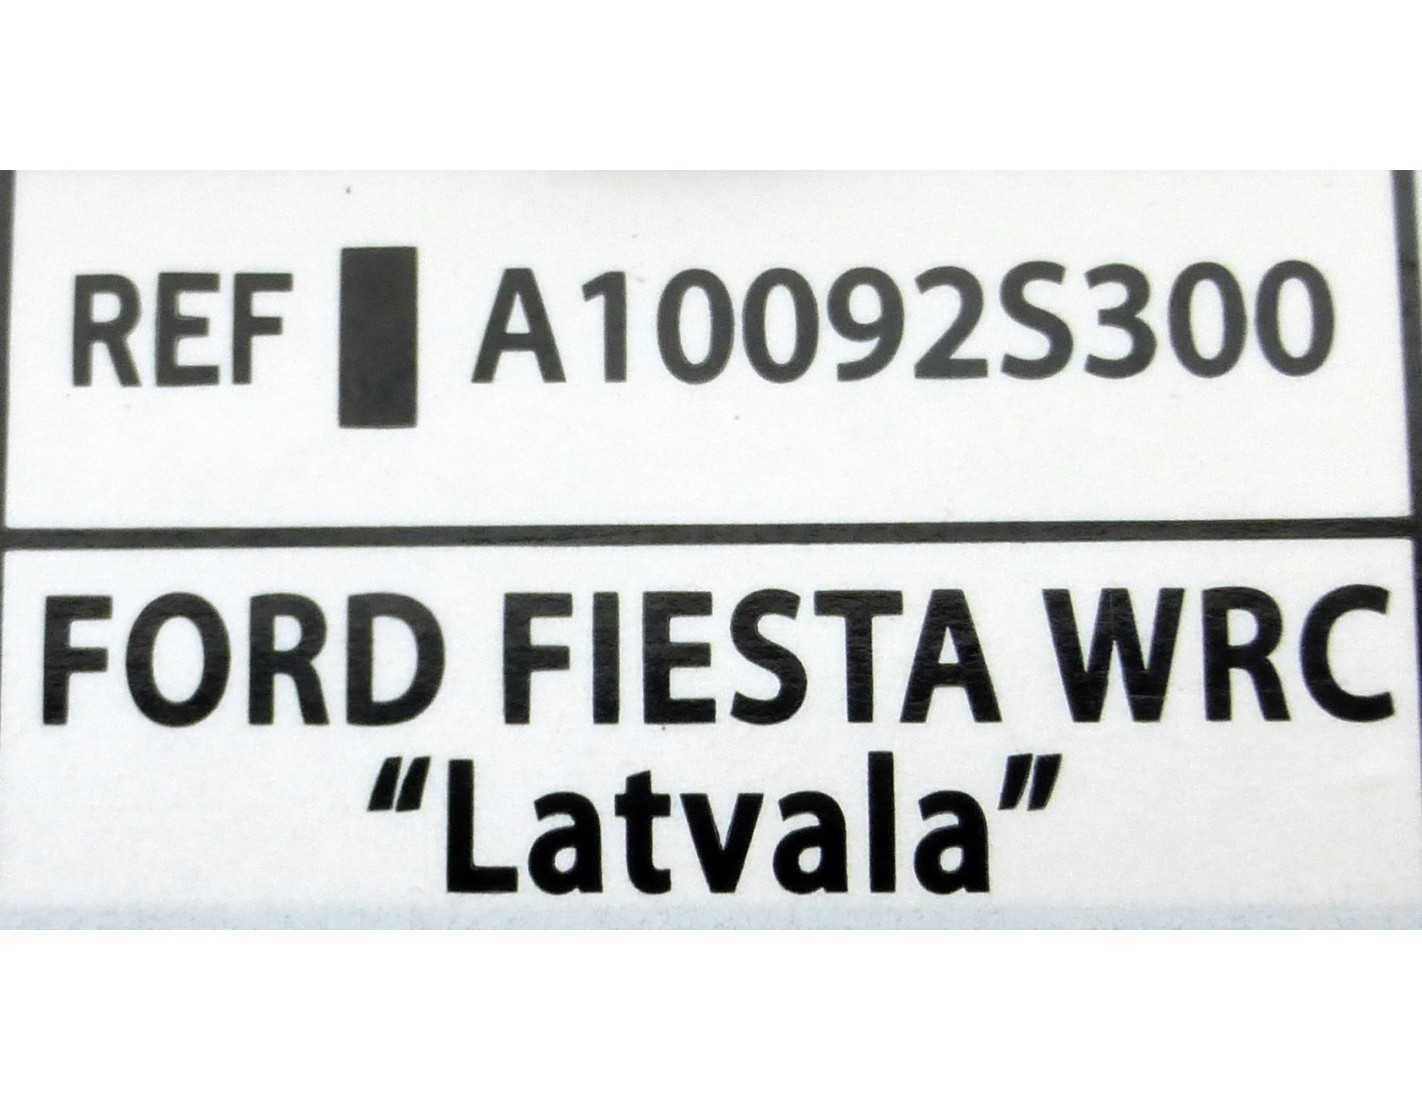 REF A10092S300
FORD FIESTA WRC
“Latvala”